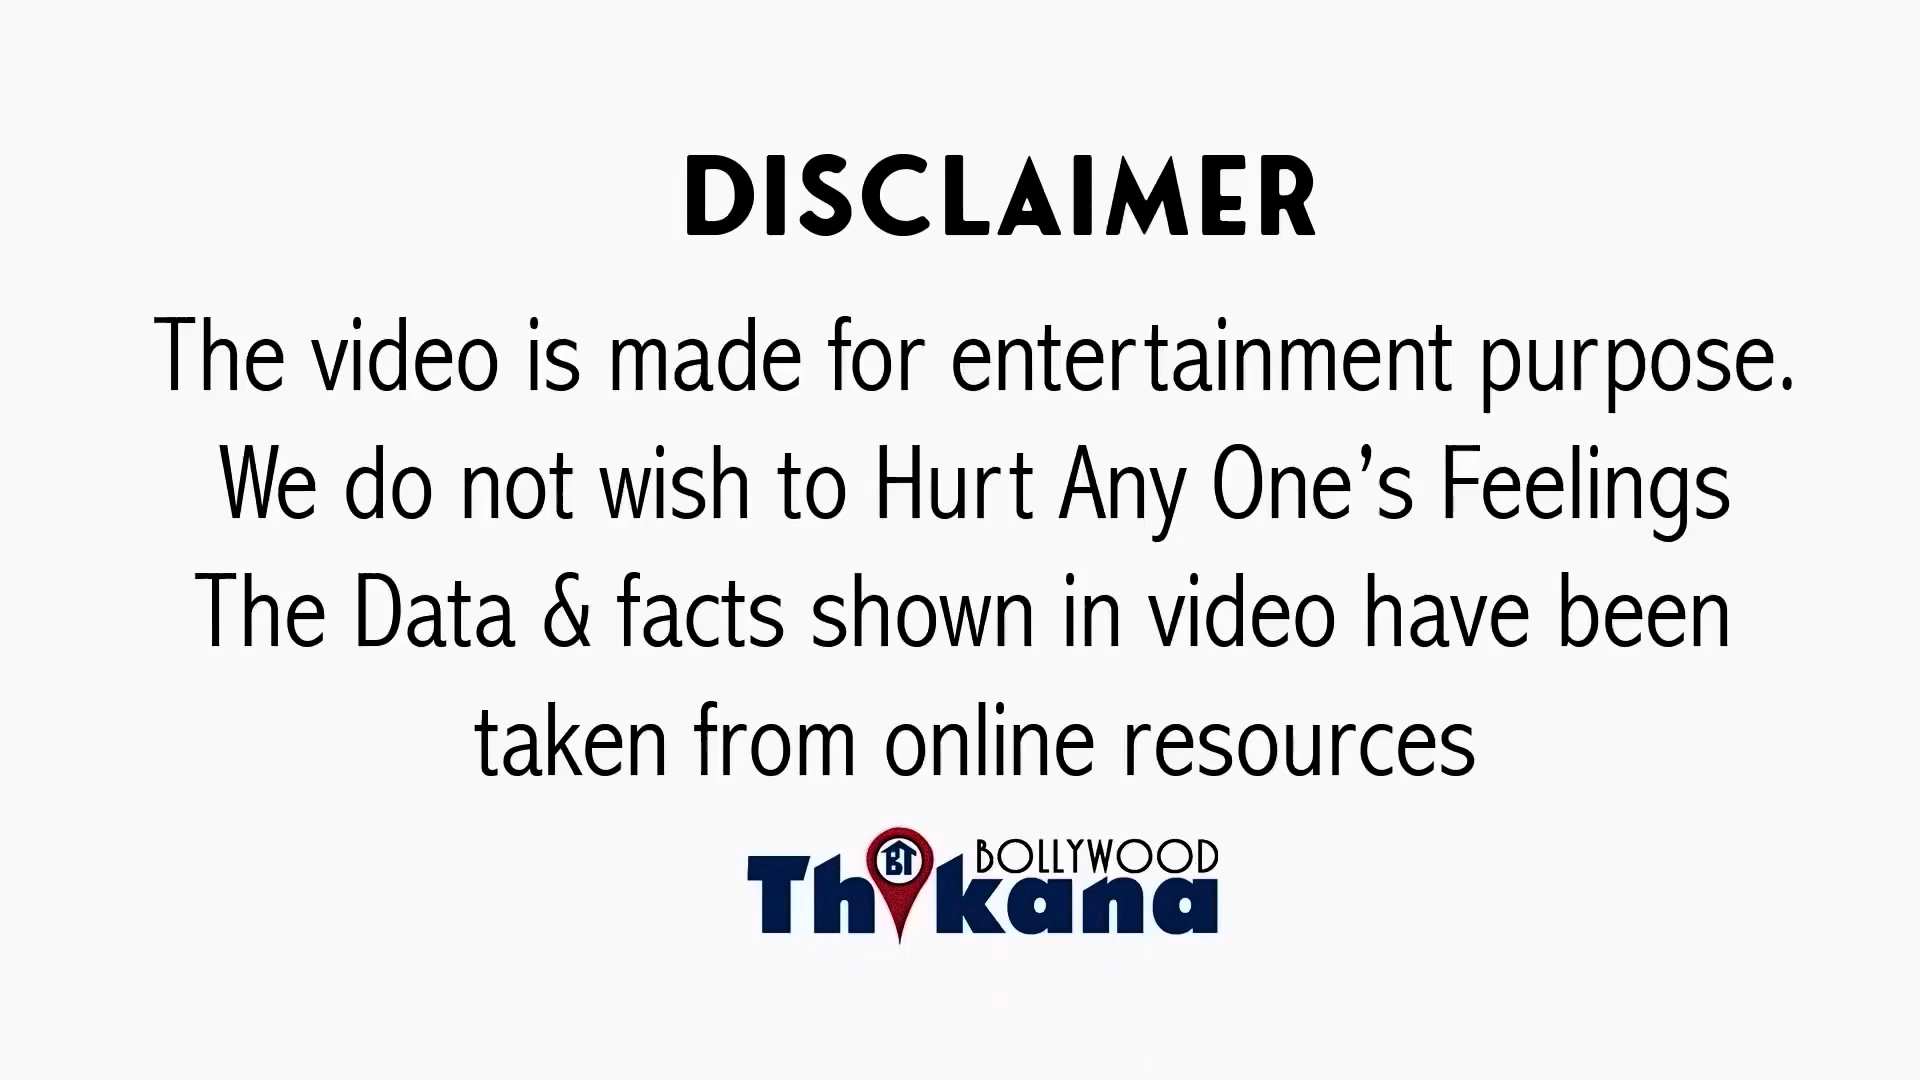 DISCLAIMER
The video is made for entertainment purpose.
We do not wish to Hurt Any One’s Feelings
The Data & facts shown in video have been
taken from online resources
BOLLYWOOD
BT
Thikana